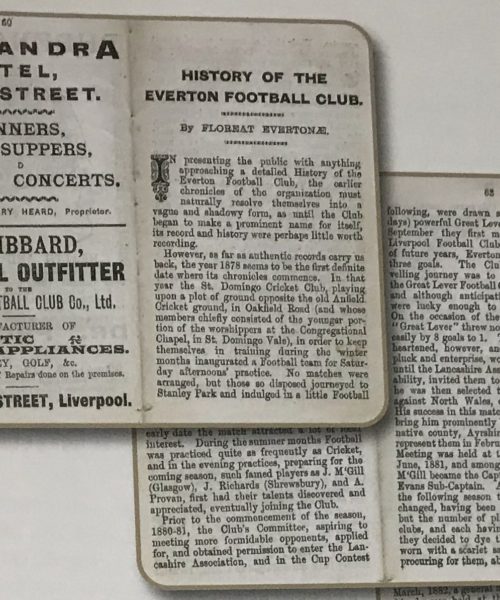 60
ANDRA
TEL,
STREET.
NNERS,
SUPPERS,
D
CONCERTS.
RY HEARD, Proprietor.
IBBARD,
L OUTFITTER
TO THE
TBALL CLUB Co., Ltd.
UFACTURER OF
TIC
APPLIANCES.
EY, GOLF, &c.
Repairs done on the premises.
STREET, Liverpool.
HISTORY OF THE
EVERTON FOOTBALL CLUB.
By FLOREAT EVERTONÆ.
IN presenting the public with anything
approaching a detailed History of the
Everton Football Club, the earlier
chronicles of the organization must
naturally resolve themselves into a
vague and shadowy form, as until the Club
began to make a prominent name for itself,
its record and history were perhaps little worth
recording.
However, as far as authentic records carry us
back, the year 1878 seems to be the first definite
date where its chronicles commence. In that
year the St. Domingo Cricket Club, playing
upon a plot of ground opposite the old Anfield
Cricket ground, in Oakfield Road (and whose
members chiefly consisted of the younger por-
tion of the worshippers at the Congregational
Chapel, in St. Domingo Vale), in order to keep
themselves in training during the winter
months inaugurated a Football team for Satur-
day afternoons' practice. No matches were
arranged, but those so disposed journeyed to
Stanley Park and indulged in a little Football
early date the match attracted a lot of local
interest. During the summer months Football
was practiced quite as frequently as Cricket,
and in the evening practices, preparing for the
coming season, such famed players as J. M'Gill
(Glasgow), J. Richards (Shrewsbury), and A.
Provan, first had their talents discovered and
appreciated, eventually joining the Club.
Prior to the commencement of the season,
1880-81, the Club's Committee, aspiring to
meeting more formidable opponents, applied
for, and obtained permission to enter the Lan-
cashire Association, and in the Cup Contest
following, were drawn
days) powerful Great Leve
September they first m
Liverpool Football Club
of future years, Everton
three goals. The C
velling journey was to
the Great Lever Football
and although anticipat
were lucky enough to
On the occasion of the
"Great Lever" threw no
easily by 8 goals to 1.
heartened, however, an
pluck and enterprise, wo
until the Lancashire Ass
ability, invited them to
he was then selected t
against North Wales, o
His success in this mat
bring him prominently
native county, Ayrshi
represent them in Febru
Meeting was held at t
June, 1881, and amongs
M'Gill became the Capt
Evans Sub-Captain. A
the following season
changed, having been
but the number of pl
clubs, and each havin
they decided to dye th
worn with a scarlet sa
procuring for them, ab
March, 1882, a general